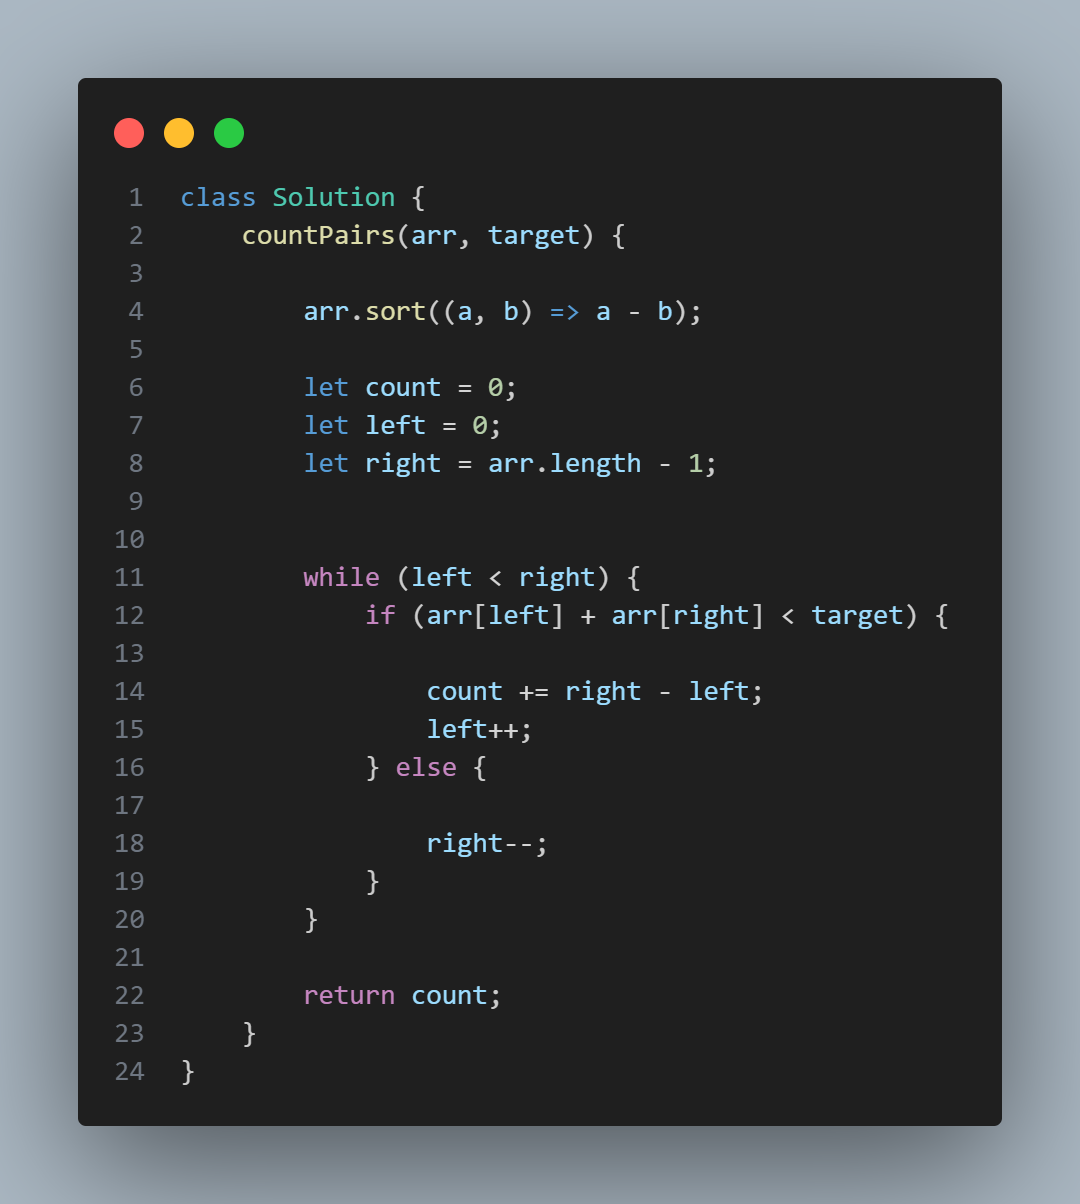 1 class Solution {
2     countPairs(arr, target) {
3
4         arr.sort((a, b) => a - b);
5
6         let count = 0;
7         let left = 0;
8         let right = arr.length - 1;
9
10
11         while (left < right) {
12             if (arr[left] + arr[right] < target) {
13
14                 count += right - left;
15                 left++;
16             } else {
17
18                 right--;
19             }
20         }
21
22         return count;
23     }
24 }